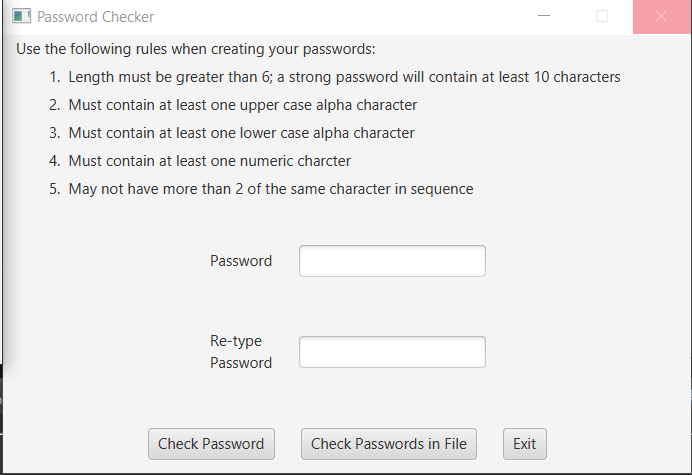 Password Checker
Use the following rules when creating your passwords:
1. Length must be greater than 6; a strong password will contain at least 10 characters
2. Must contain at least one upper case alpha character
3. Must contain at least one lower case alpha character
4. Must contain at least one numeric charcter
5. May not have more than 2 of the same character in sequence
Password
Re-type
Password
Check Password Check Passwords in File Exit